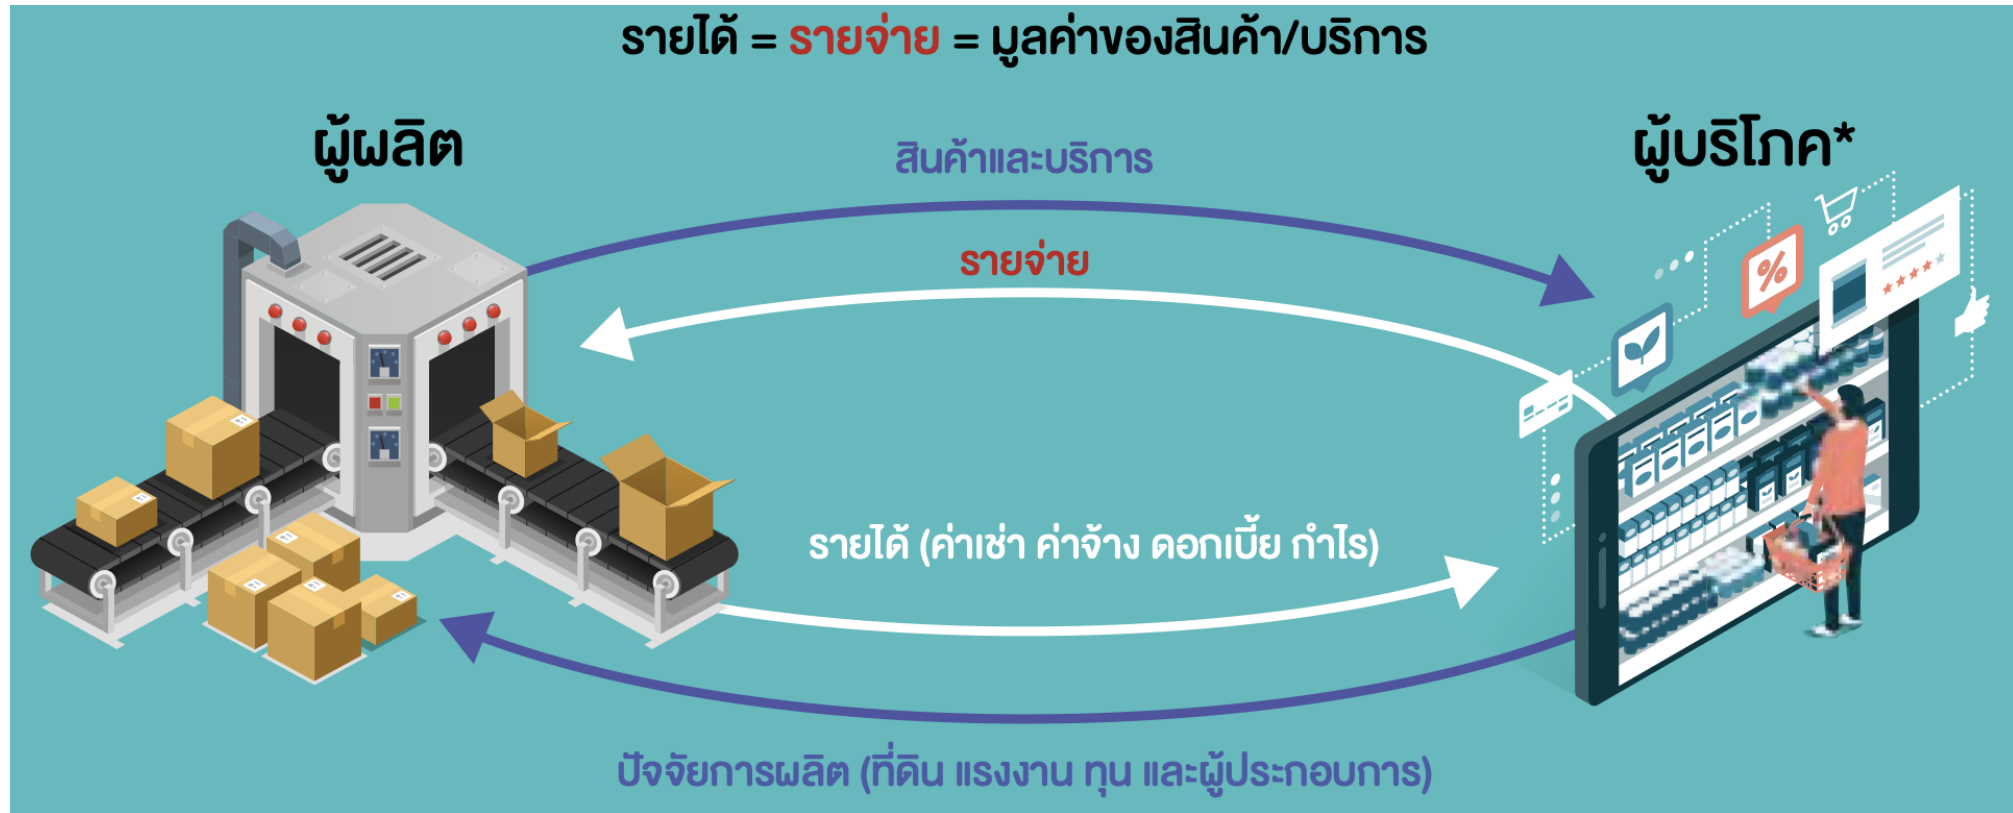 รายได้ = รายจ่าย = มูลค่าของสินค้า/บริการ
ผู้ผลิต
ผู้บริโภค*
สินค้าและบริการ
รายจ่าย
%
รายได้ (ค่าเช่า ค่าจ้าง ดอกเบี้ย กำไร)
ปัจจัยการผลิต (ที่ดิน แรงงาน ทุน และผู้ประกอบการ)